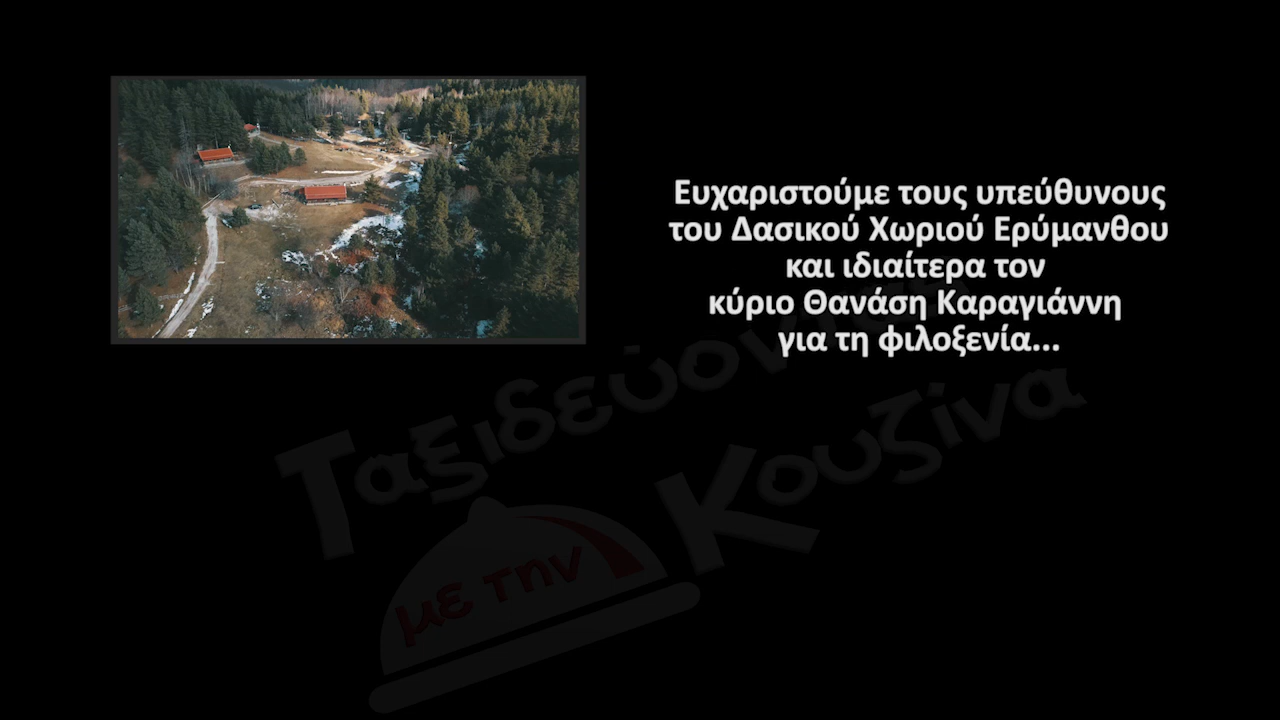 Ευχαριστούμε τους υπεύθυνους
του Δασικού Χωριού Ερύμανθου
και ιδιαίτερα τον
κύριο Θανάση Καραγιάννη
για τη φιλοξενία...
Ταξιδεύοντας
με την
Κουζίνα